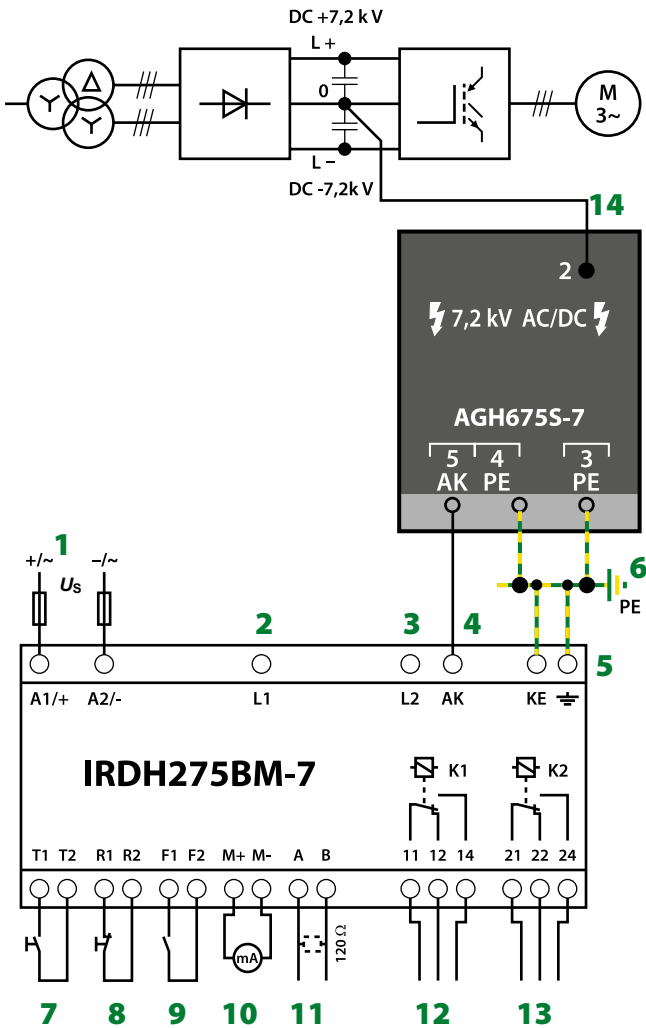 DC +7,2 k V
L +
0
L –
DC -7,2k V
M
3~
14
2
7,2 kV AC/DC
AGH675S-7
5 4 3
AK PE PE
6
PE
1
+/~ –/~
US
2 3 4 5
A1/+ A2/- L1 L2 AK KE
IRDH275BM-7
K1 K2
T1 T2 R1 R2 F1 F2 M+ M- A B 11 12 14 21 22 24
mA
120 Ω
7 8 9 10 11 12 13